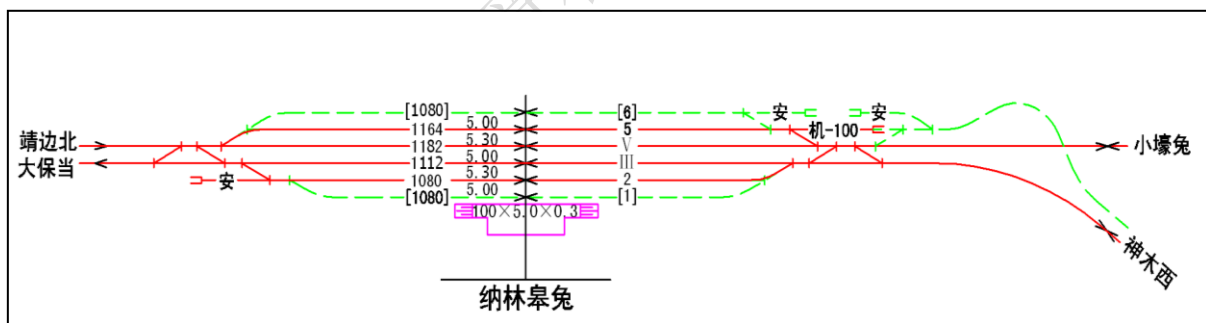 [1080] 5.00 安 安
[6]
1164 5 机-100
靖边北 5.30
1182 V 小壕兔
大保当 5.00
1112 III
安 1080 5.30 2
[1080] 5.00 [1]
100×5.0×0.3
神木西
纳林皋兔